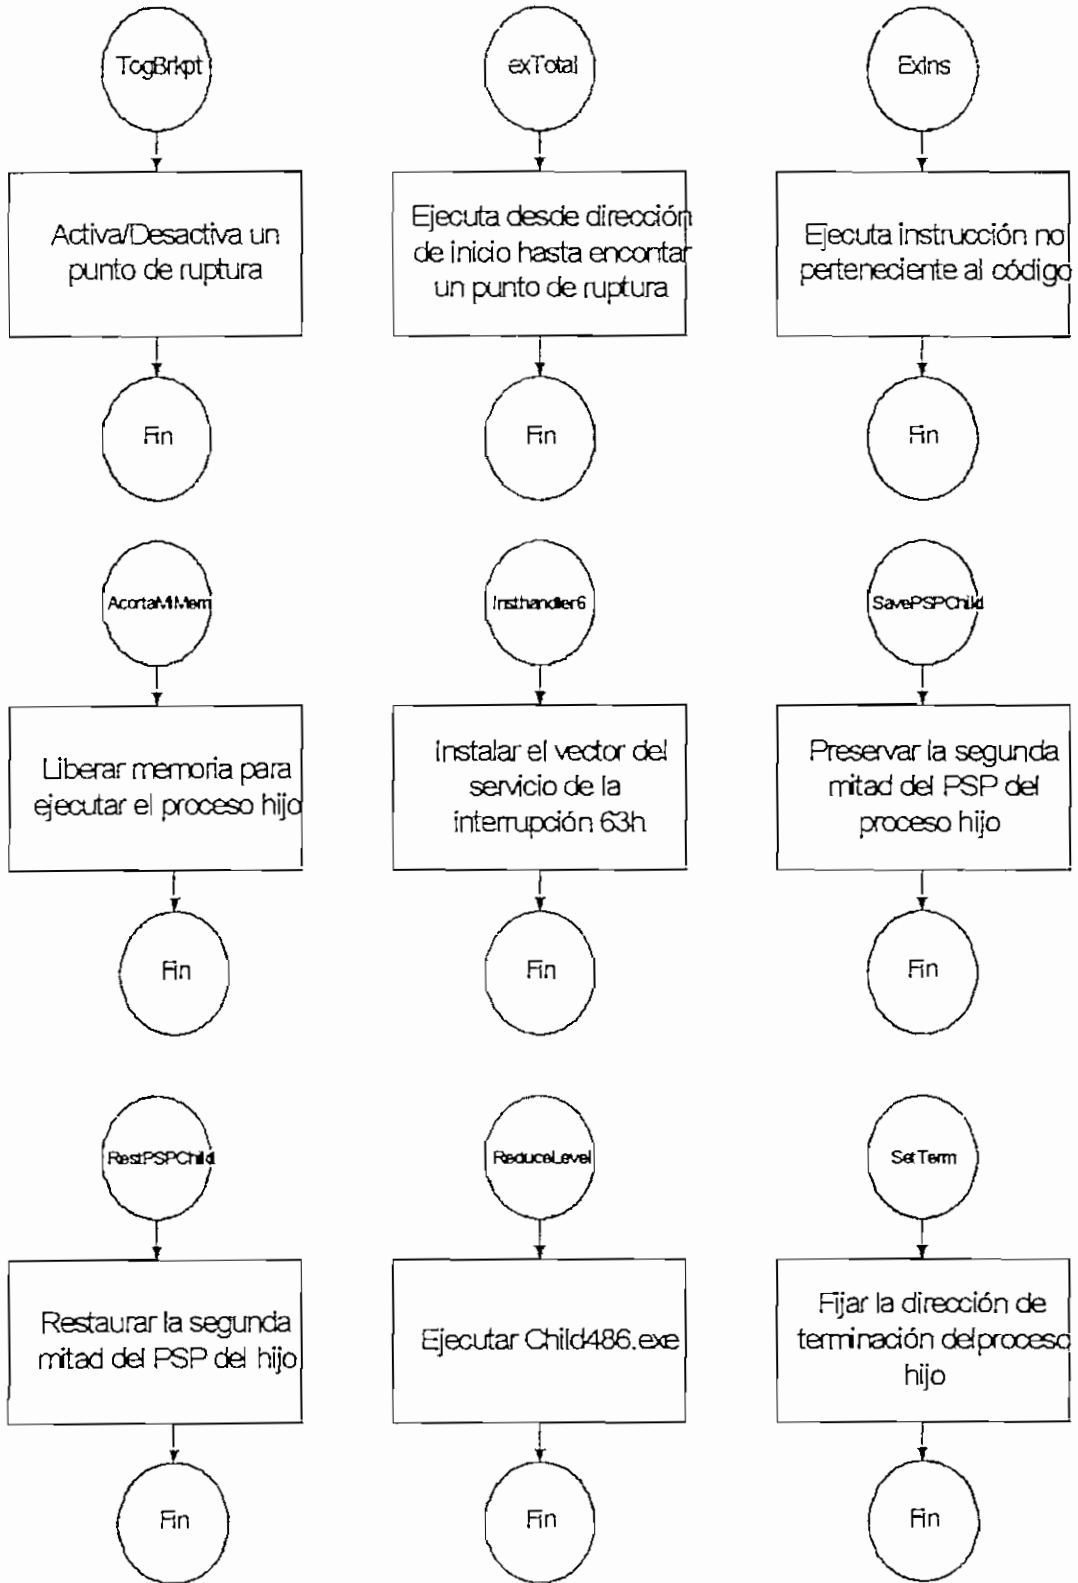 TogBrkpt
Activa/Desactiva un
punto de ruptura
Fin
exTotal
Ejecuta desde dirección
de inicio hasta encontar
un punto de ruptura
Fin
ExIns
Ejecuta instrucción no
perteneciente al código
Fin
AcortaMiMem
Liberar memoria para
ejecutar el proceso hijo
Fin
Insthandler6
Instalar el vector del
servicio de la
interrupción 63h
Fin
SavePSPChild
Preservar la segunda
mitad del PSP del
proceso hijo
Fin
RestPSPChild
Restaurar la segunda
mitad del PSP del hijo
Fin
ReduceLevel
Ejecutar Child486.exe
Fin
SetTerm
Fijar la dirección de
terminación del proceso
hijo
Fin